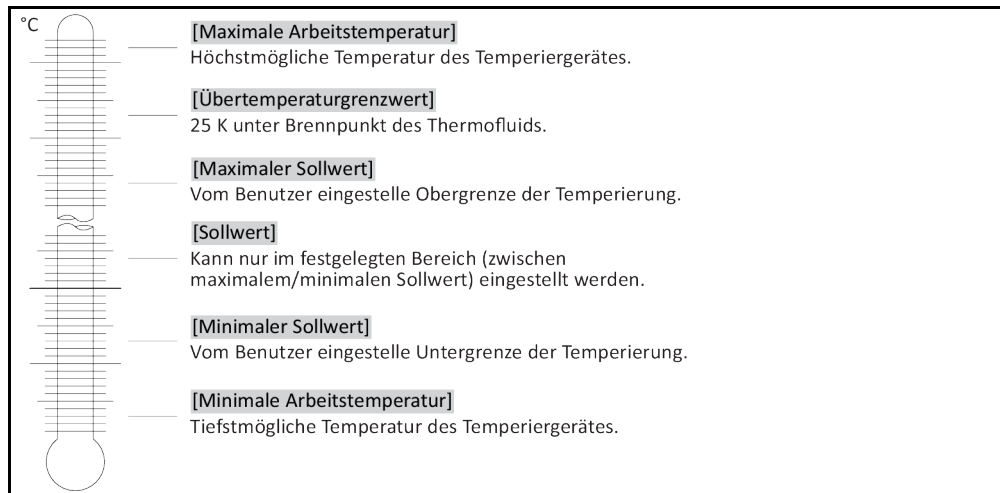 °C
[Maximale Arbeitstemperatur]
Höchstmögliche Temperatur des Temperiergerätes.
[Übertemperaturgrenzwert]
25 K unter Brennpunkt des Thermofluids.
[Maximaler Sollwert]
Vom Benutzer eingestelle Obergrenze der Temperierung.
[Sollwert]
Kann nur im festgelegten Bereich (zwischen
maximalem/minimalen Sollwert) eingestellt werden.
[Minimaler Sollwert]
Vom Benutzer eingestelle Untergrenze der Temperierung.
[Minimale Arbeitstemperatur]
Tiefstmögliche Temperatur des Temperiergerätes.